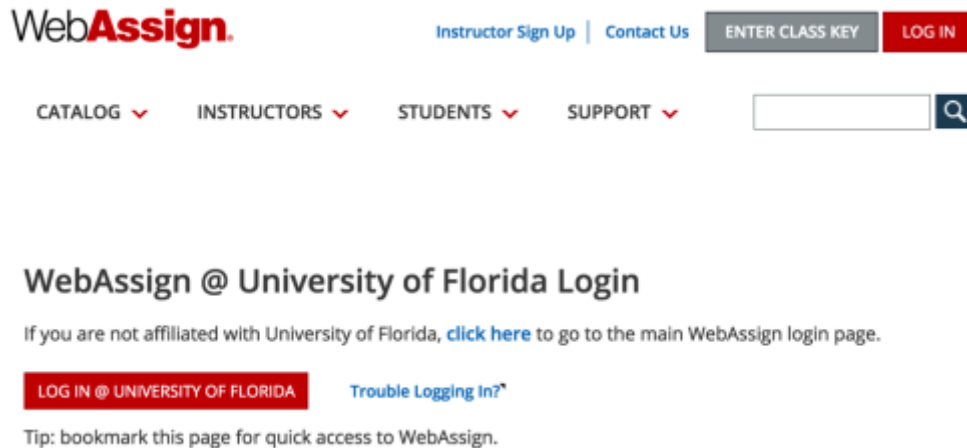 WebAssign.
Instructor Sign Up | Contact Us ENTER CLASS KEY LOG IN
CATALOG INSTRUCTORS STUDENTS SUPPORT
WebAssign @ University of Florida Login
If you are not affiliated with University of Florida, click here to go to the main WebAssign login page.
LOG IN @ UNIVERSITY OF FLORIDA Trouble Logging In?
Tip: bookmark this page for quick access to WebAssign.